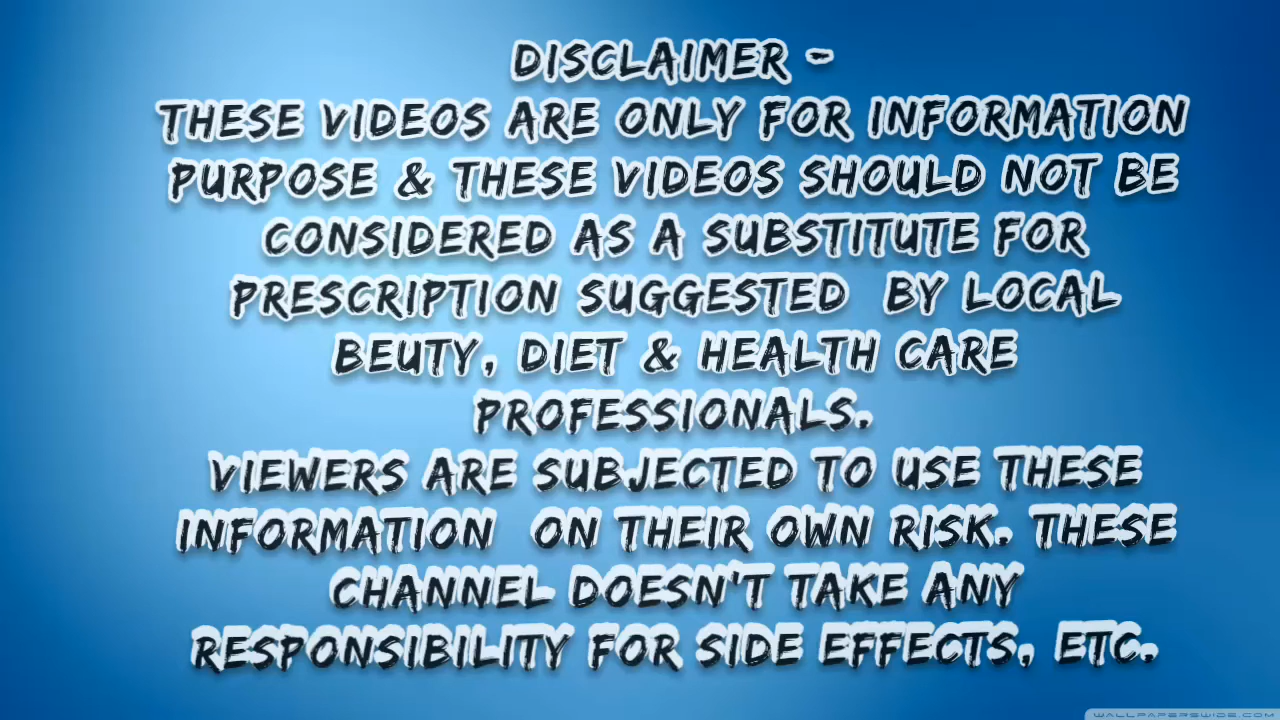 DISCLAIMER -
THESE VIDEOS ARE ONLY FOR INFORMATION
PURPOSE & THESE VIDEOS SHOULD NOT BE
CONSIDERED AS A SUBSTITUTE FOR
PRESCRIPTION SUGGESTED BY LOCAL
BEUTY, DIET & HEALTH CARE
PROFESSIONALS.
VIEWERS ARE SUBJECTED TO USE THESE
INFORMATION ON THEIR OWN RISK. THESE
CHANNEL DOESN'T TAKE ANY
RESPONSIBILITY FOR SIDE EFFECTS, ETC.
WALLPAPERSWIDE.COM